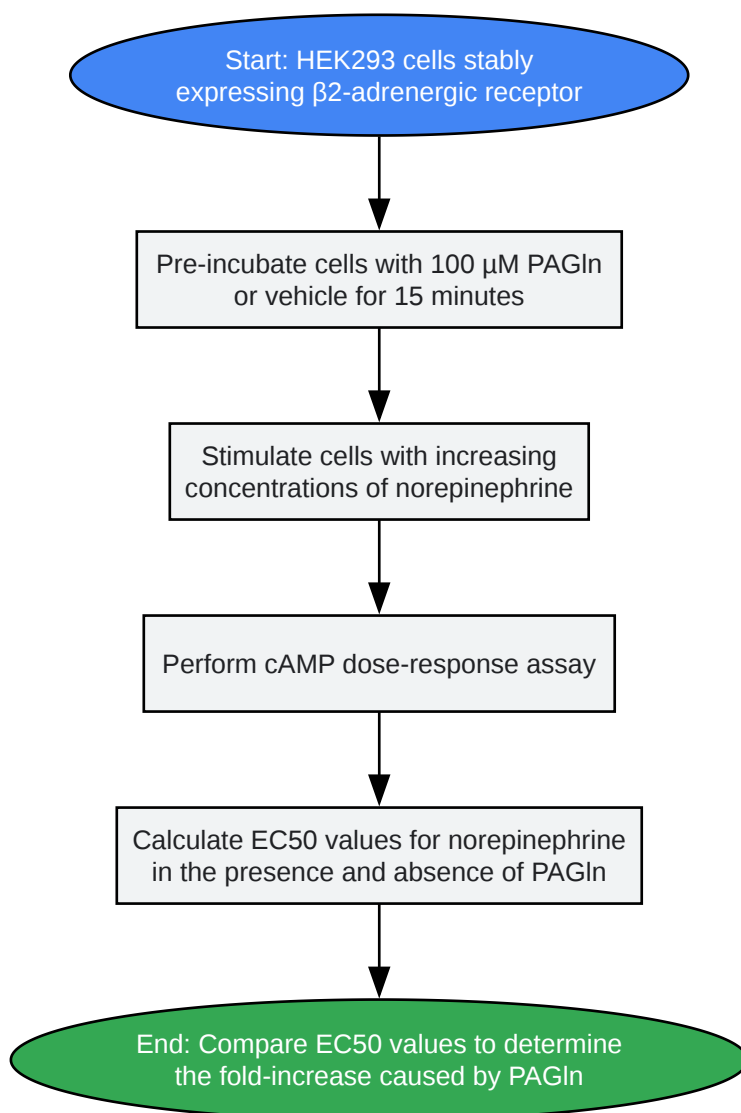 Start: HEK293 cells stably
expressing β2-adrenergic receptor
Pre-incubate cells with 100 µM PAGln
or vehicle for 15 minutes
Stimulate cells with increasing
concentrations of norepinephrine
Perform cAMP dose-response assay
Calculate EC50 values for norepinephrine
in the presence and absence of PAGln
End: Compare EC50 values to determine
the fold-increase caused by PAGln